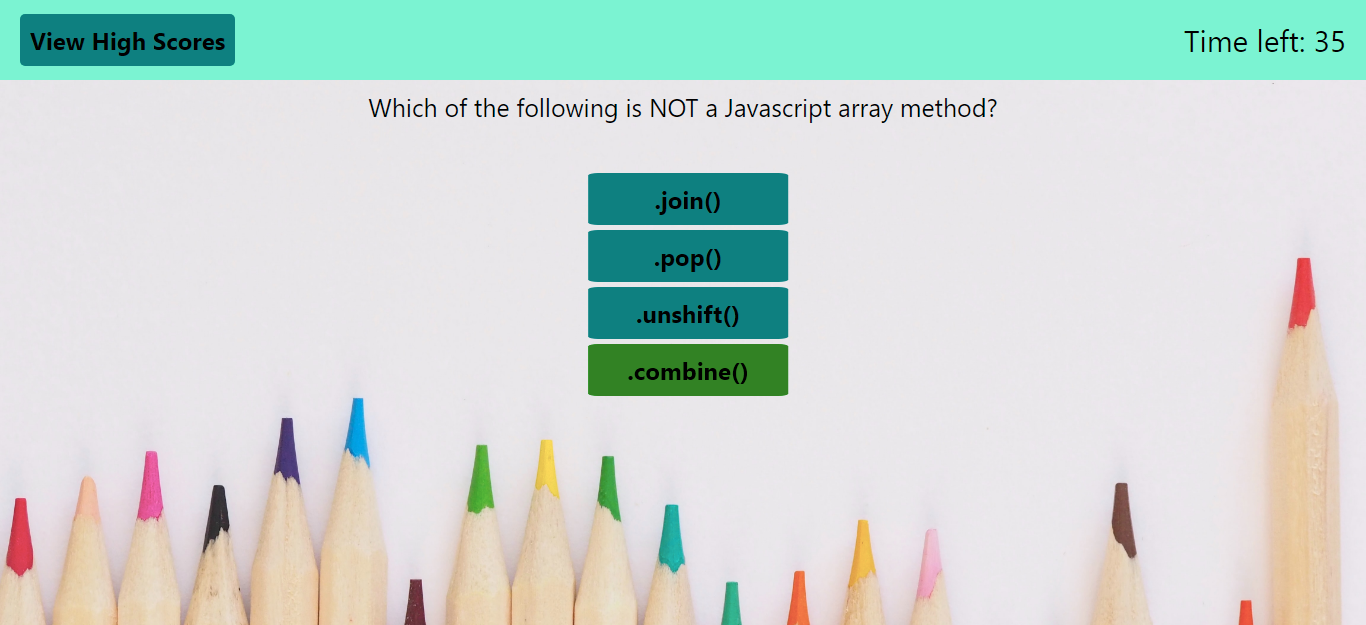 View High Scores
Time left: 35
Which of the following is NOT a Javascript array method?
.join()
.pop()
.unshift()
.combine()